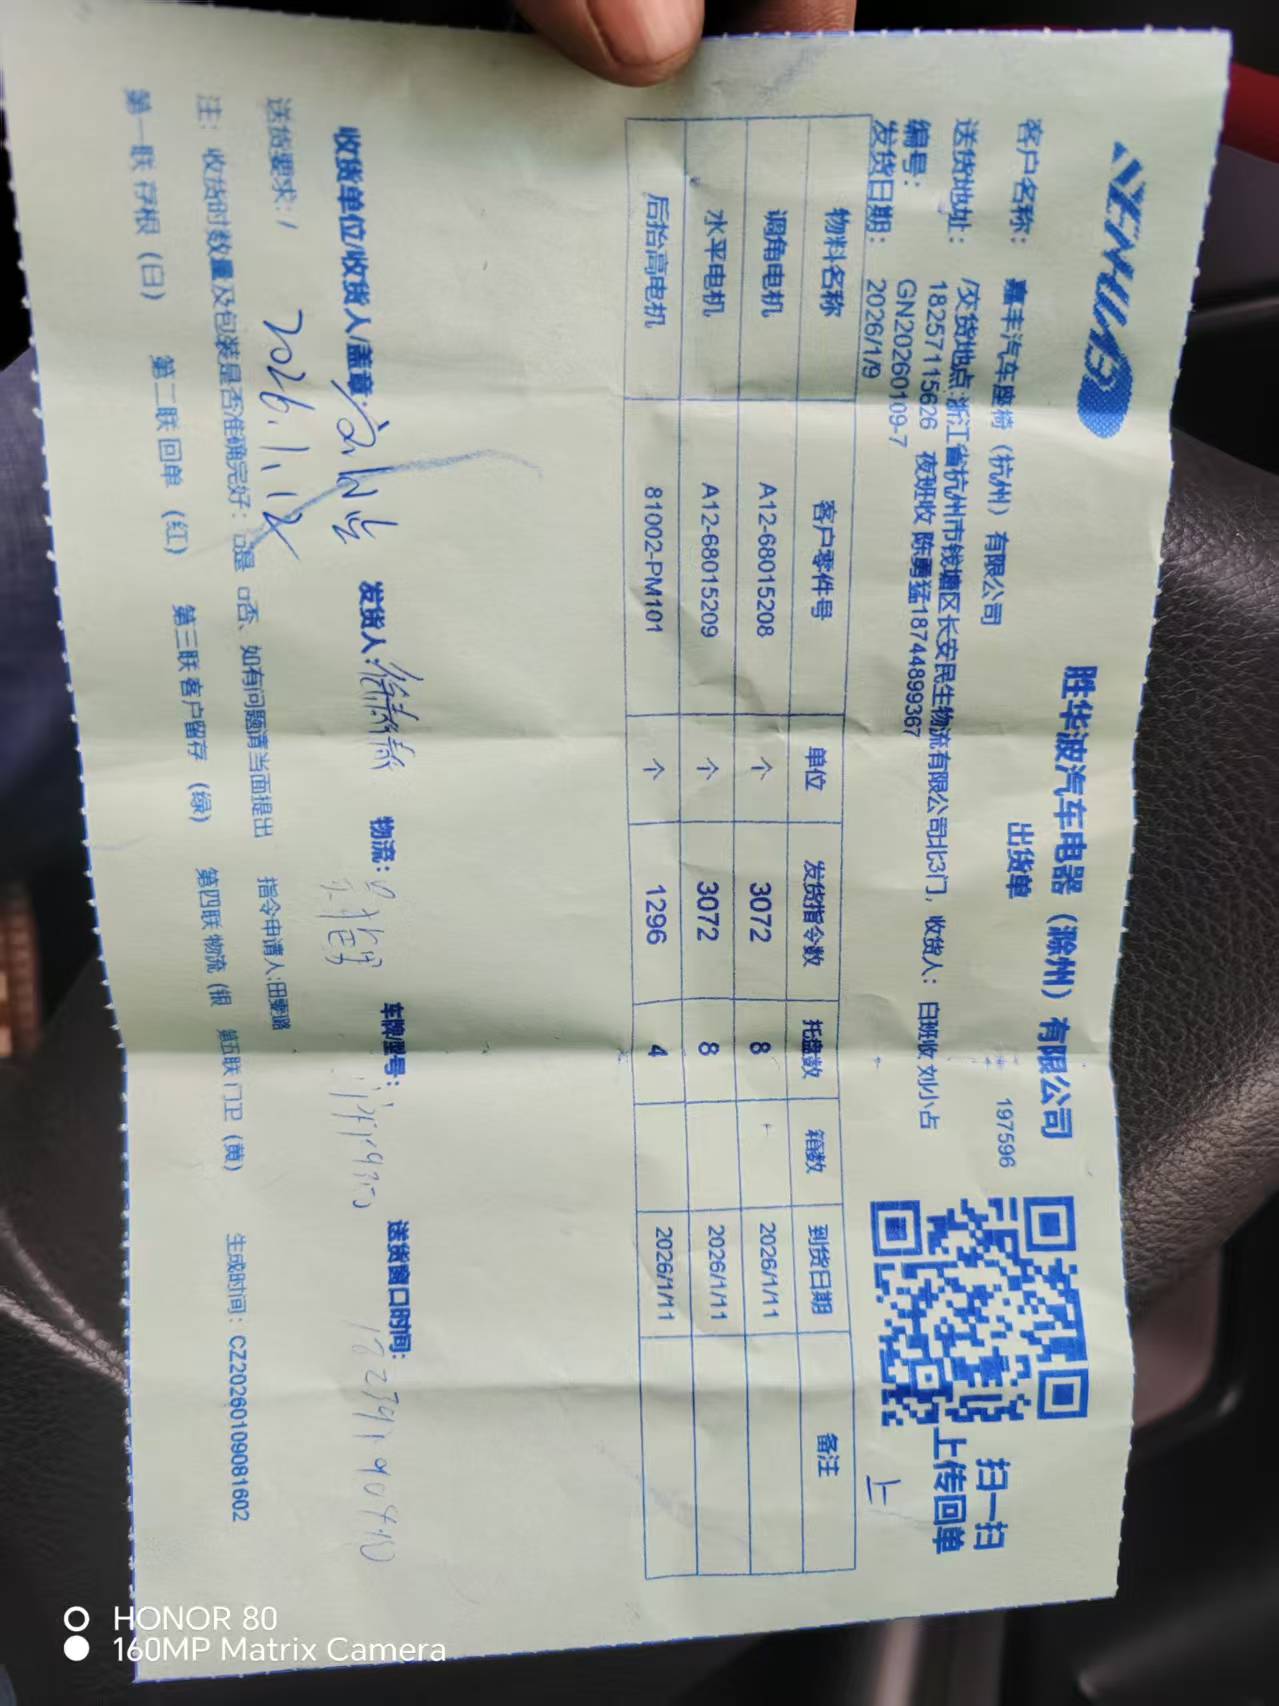 SHENGHUABO
胜华波汽车电器（滁州）有限公司
出货单
197596
扫一扫
上传回单
客户名称： 嘉丰汽车座椅（杭州）有限公司
送货地址： /交货地点:浙江省杭州市钱塘区长安民生物流有限公司北3门，收货人：白班收 刘小占
18257115626 夜班收 陈勇猛18744899367
编号： GN20260109-7
发货日期： 2026/1/9
上
物料名称 客户零件号 单位 发货指令数 托盘数 箱数 到货日期 备注
调角电机 A12-68015208 个 3072 8 2026/1/11
水平电机 A12-68015209 个 3072 8 2026/1/11
后抬高电机 81002-PM101 个 1296 4 2026/1/11
收货单位/收货人/盖章: 发货人: 物流: 车牌/型号: 送货窗口时间:
2026.1.12
送货要求: / 指令申请人:田
注：收货时数量及包装是否准确完好：□是 □否、如有问题请当面提出
第一联 存根（白） 第二联 回单（红） 第三联 客户留存（绿） 第四联 物流（银 第五联 门卫（黄） 生成时间：CZ20260109081602
HONOR 80
160MP Matrix Camera